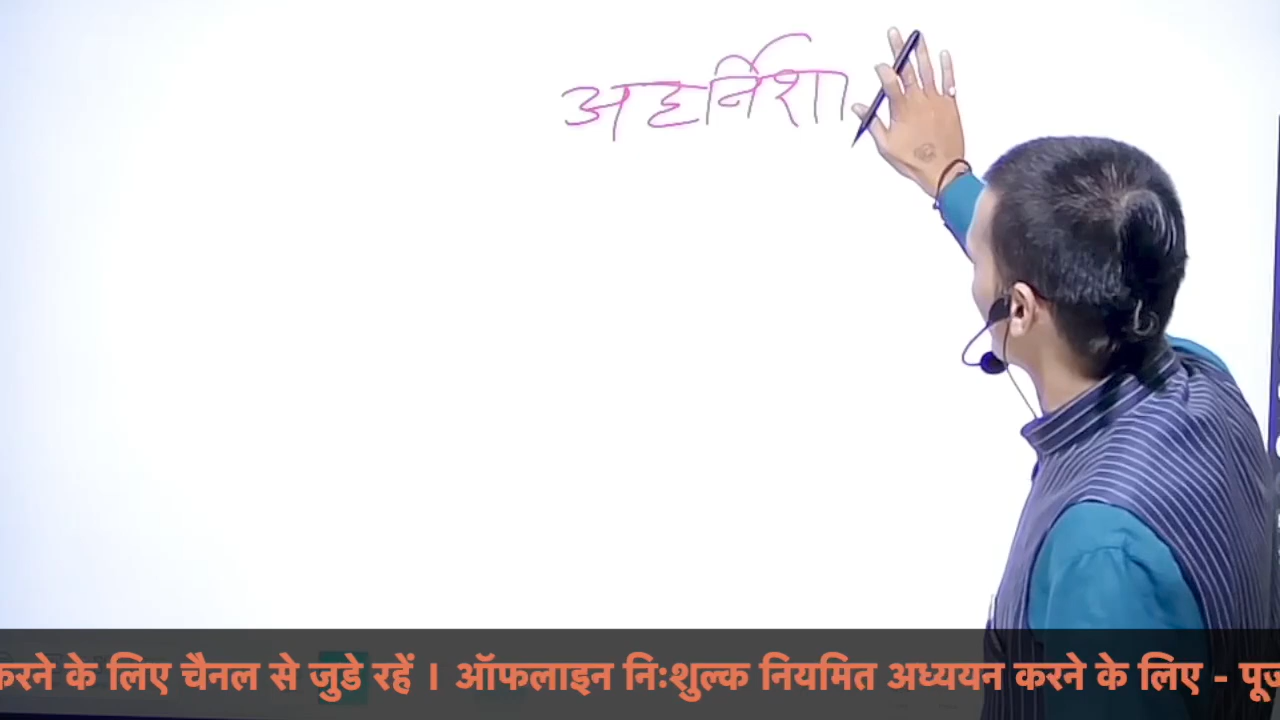 अहर्निश
करने के लिए चैनल से जुडे रहें । ऑफलाइन निःशुल्क नियमित अध्ययन करने के लिए -